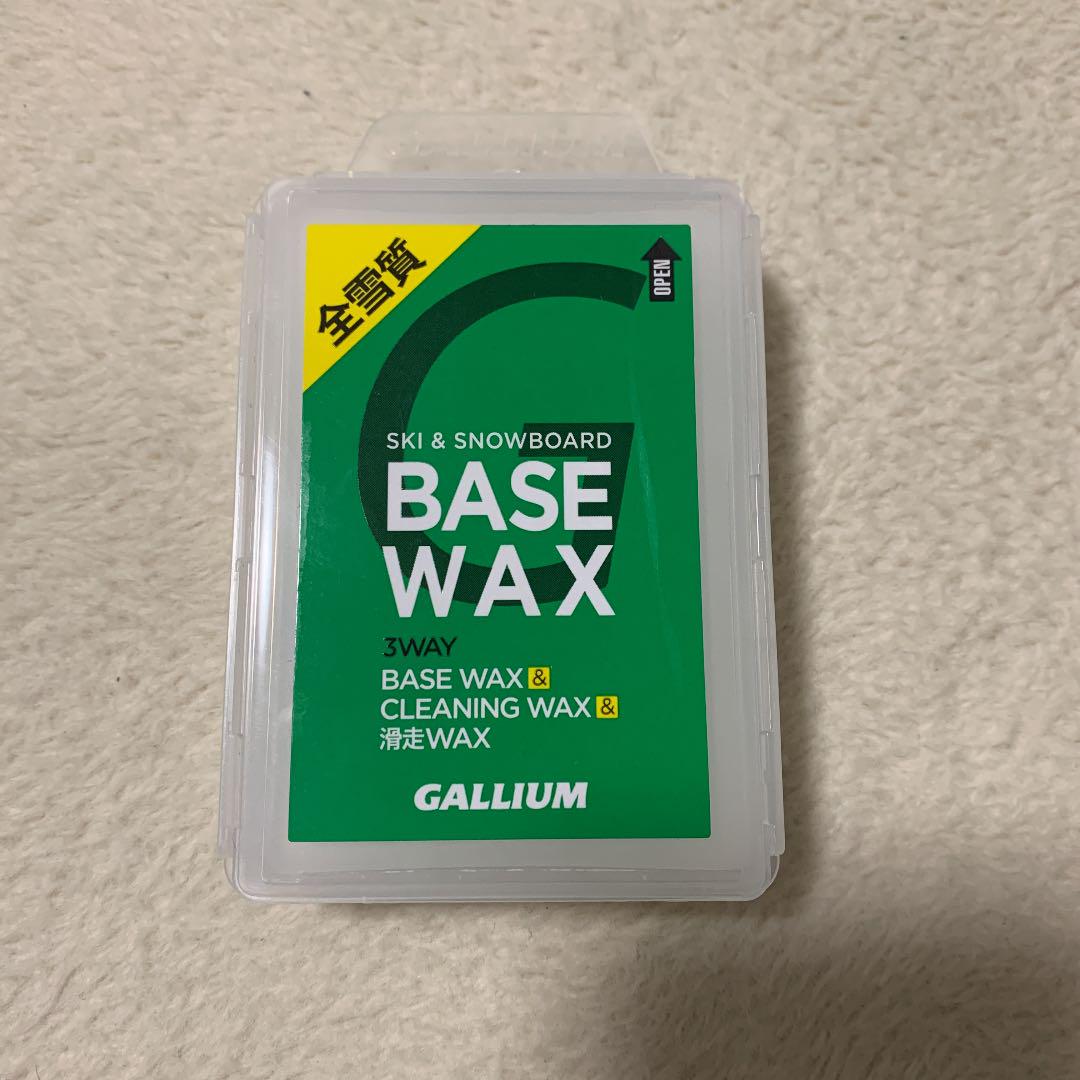 全雪質
OPEN
SKI & SNOWBOARD
BASE
WAX
3WAY
BASE WAX &
CLEANING WAX &
滑走WAX
GALLIUM